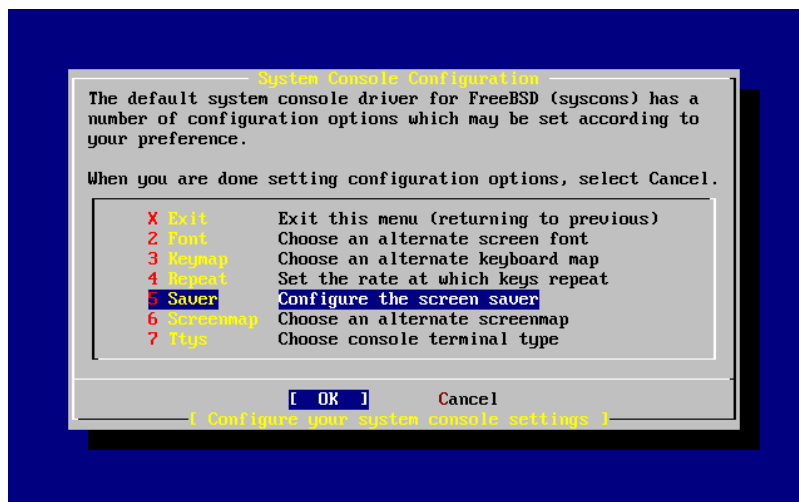 System Console Configuration
The default system console driver for FreeBSD (syscons) has a
number of configuration options which may be set according to
your preference.
When you are done setting configuration options, select Cancel.
X Exit Exit this menu (returning to previous)
2 Font Choose an alternate screen font
3 Keymap Choose an alternate keyboard map
4 Repeat Set the rate at which keys repeat
5 Saver Configure the screen saver
6 Screenmap Choose an alternate screenmap
7 Ttys Choose console terminal type
[ OK ] Cancel
[ Configure your system console settings ]